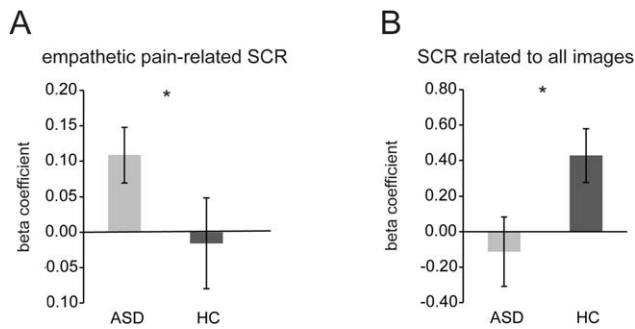 A
B
empathetic pain-related SCR
SCR related to all images
0.20
0.15
0.10
0.05
0.00
0.05
0.10
beta coefficient
*
ASD
HC
0.80
0.60
0.40
0.20
0.00
-0.20
-0.40
beta coefficient
*
ASD
HC